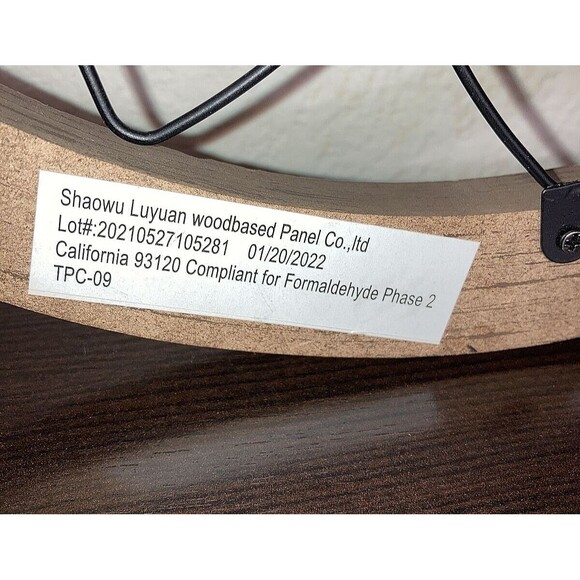 Shaowu Luyuan woodbased Panel Co.,ltd
Lot#:20210527105281 01/20/2022
California 93120 Compliant for Formaldehyde Phase 2
TPC-09